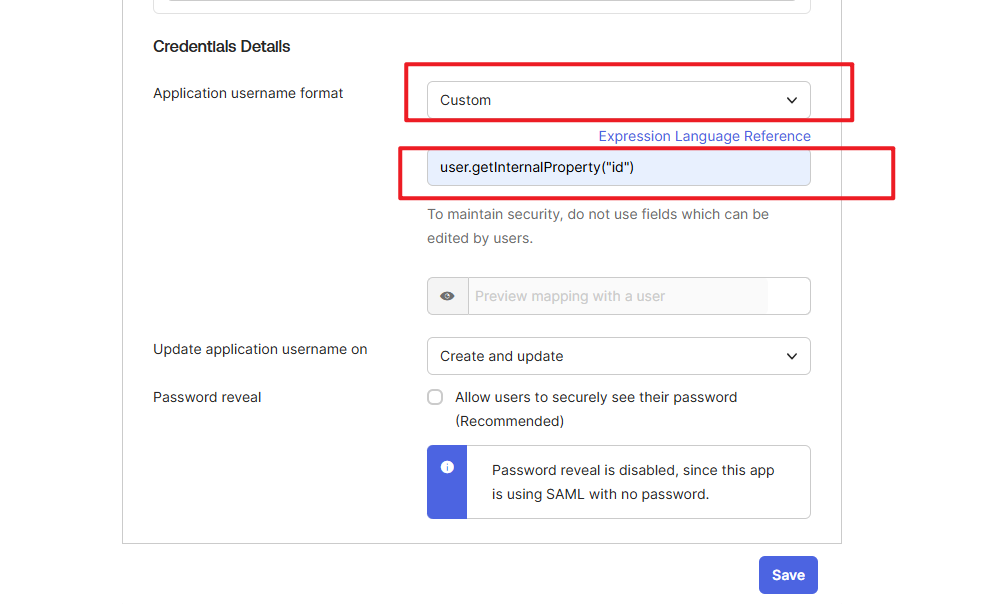 Credentials Details
Application username format
Custom
Expression Language Reference
user.getInternalProperty("id")
To maintain security, do not use fields which can be
edited by users.
Preview mapping with a user
Update application username on
Create and update
Password reveal
Allow users to securely see their password
(Recommended)
Password reveal is disabled, since this app
is using SAML with no password.
Save